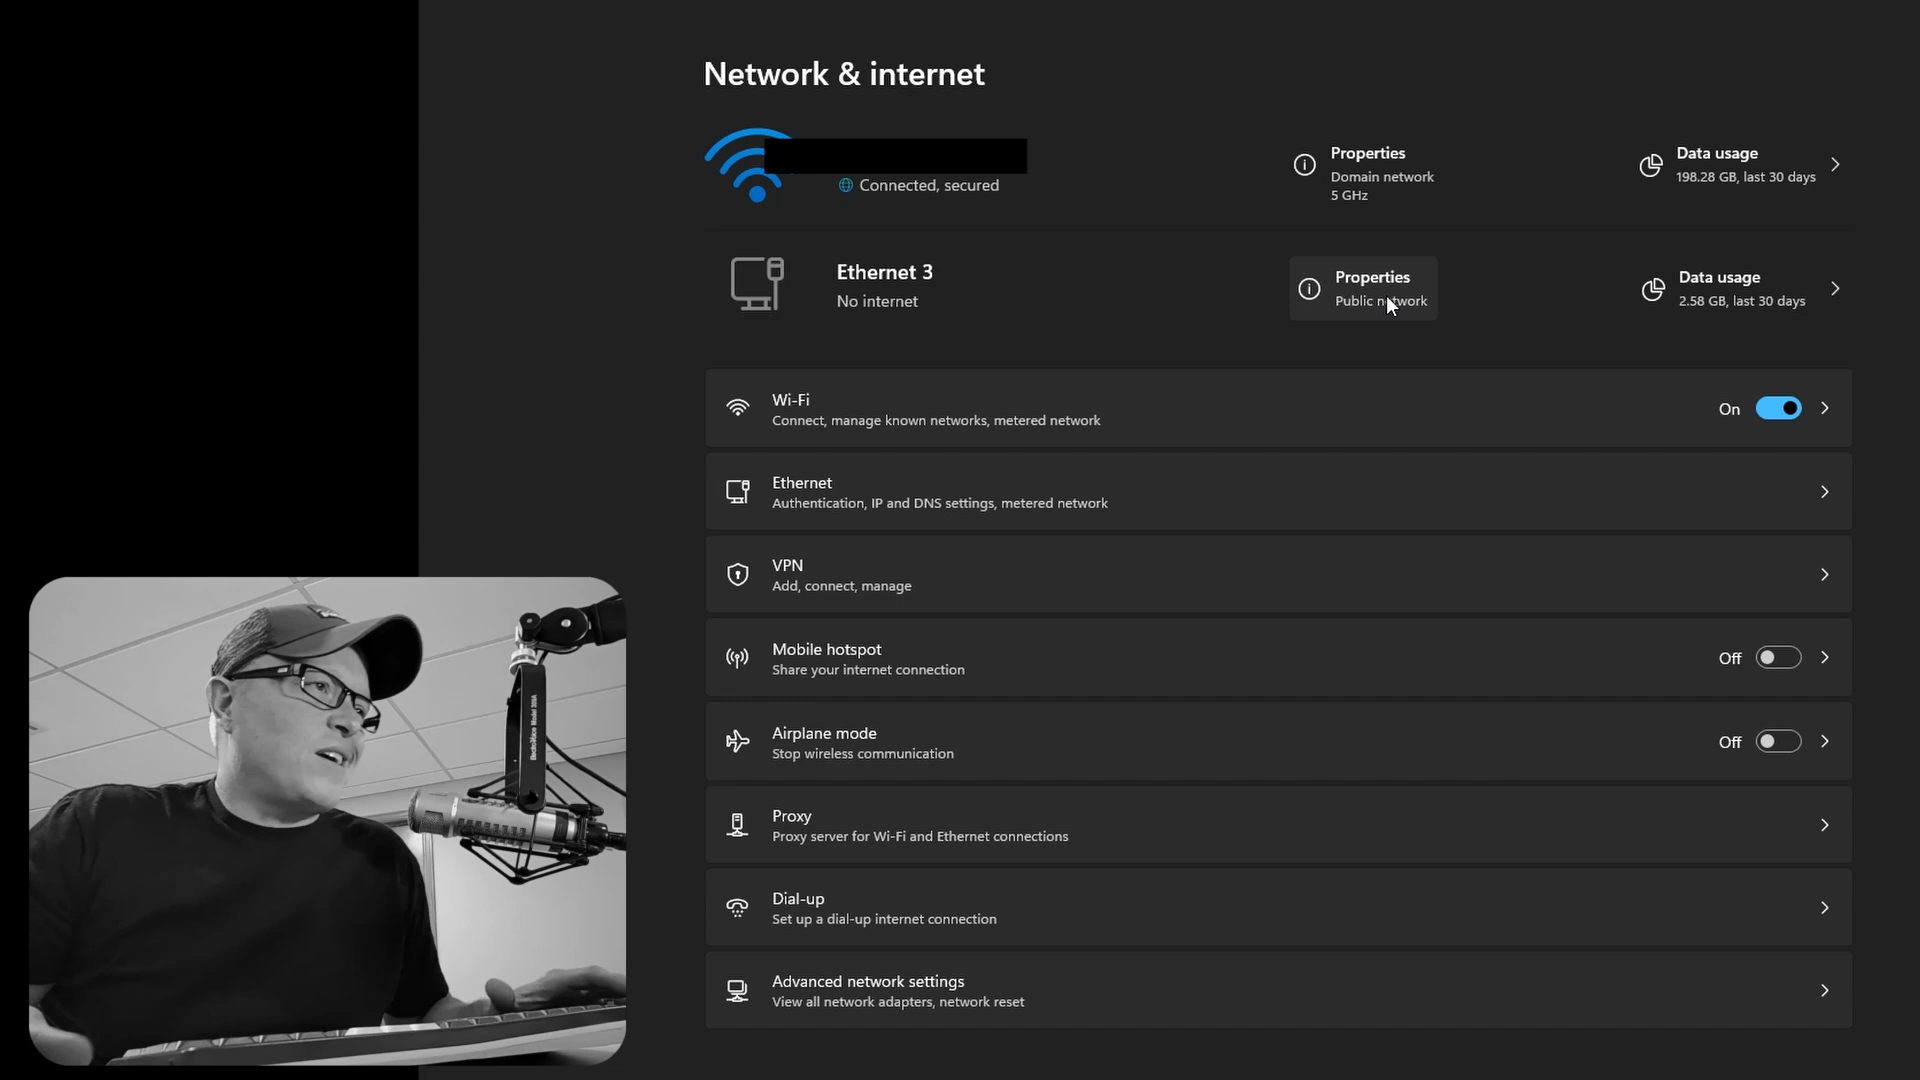 Network & internet
Connected, secured
Properties
Domain network
5 GHz
Data usage
198.28 GB, last 30 days
Ethernet 3
No internet
Properties
Public network
Data usage
2.58 GB, last 30 days
Wi-Fi
Connect, manage known networks, metered network
On
Ethernet
Authentication, IP and DNS settings, metered network
VPN
Add, connect, manage
Mobile hotspot
Share your internet connection
Off
Airplane mode
Stop wireless communication
Off
Proxy
Proxy server for Wi-Fi and Ethernet connections
Dial-up
Set up a dial-up internet connection
Advanced network settings
View all network adapters, network reset
ElectroVoice Model 309A